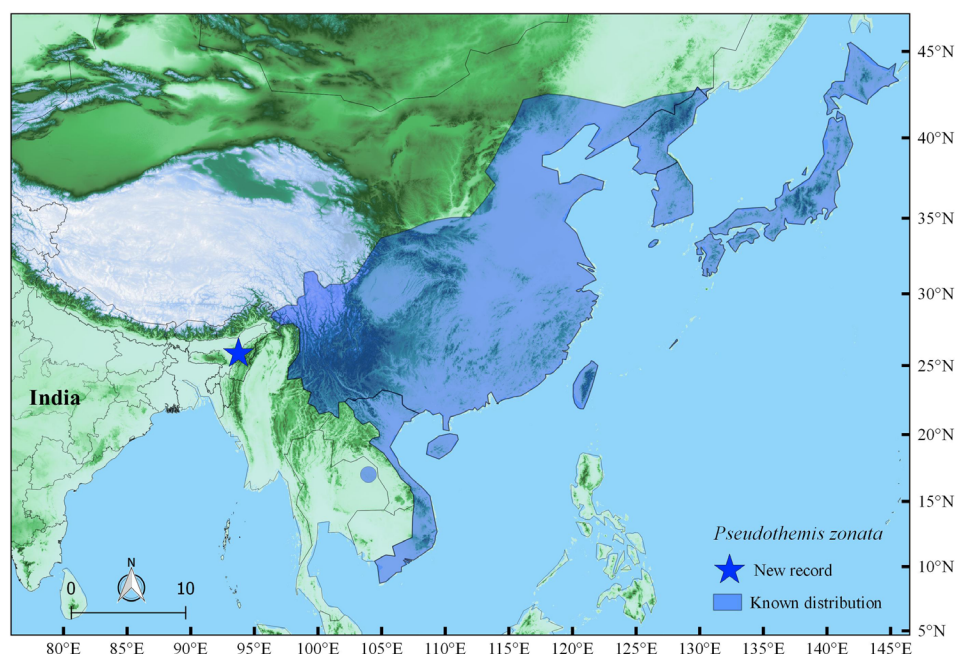 45°N
40°N
35°N
30°N
25°N
India
20°N
15°N
Pseudothemis zonata
New record
10°N
N
0 10
Known distribution
5°N
80°E 85°E 90°E 95°E 100°E 105°E 110°E 115°E 120°E 125°E 130°E 135°E 140°E 145°E